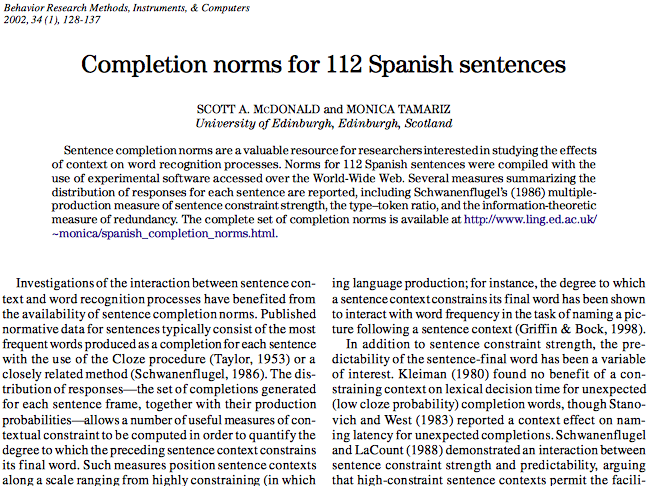 Behavior Research Methods, Instruments, & Computers
2002, 34 (1), 128-137
Completion norms for 112 Spanish sentences
SCOTT A. MCDONALD and MONICA TAMARIZ
University of Edinburgh, Edinburgh, Scotland
Sentence completion norms are a valuable resource for researchers interested in studying the effects
of context on word recognition processes. Norms for 112 Spanish sentences were compiled with the
use of experimental software accessed over the World-Wide Web. Several measures summarizing the
distribution of responses for each sentence are reported, including Schwanenflugel's (1986) multiple-
production measure of sentence constraint strength, the type–token ratio, and the information-theoretic
measure of redundancy. The complete set of completion norms is available at http://www.ling.ed.ac.uk/
~monica/spanish_completion_norms.html.
Investigations of the interaction between sentence con-
text and word recognition processes have benefited from
the availability of sentence completion norms. Published
normative data for sentences typically consist of the most
frequent words produced as a completion for each sentence
with the use of the Cloze procedure (Taylor, 1953) or a
closely related method (Schwanenflugel, 1986). The dis-
tribution of responses—the set of completions generated
for each sentence frame, together with their production
probabilities—allows a number of useful measures of con-
textual constraint to be computed in order to quantify the
degree to which the preceding sentence context constrains
its final word. Such measures position sentence contexts
along a scale ranging from highly constraining (in which
ing language production; for instance, the degree to which
a sentence context constrains its final word has been shown
to interact with word frequency in the task of naming a pic-
ture following a sentence context (Griffin & Bock, 1998).
In addition to sentence constraint strength, the pre-
dictability of the sentence-final word has been a variable
of interest. Kleiman (1980) found no benefit of a con-
straining context on lexical decision time for unexpected
(low cloze probability) completion words, though Stano-
vich and West (1983) reported a context effect on nam-
ing latency for unexpected completions. Schwanenflugel
and LaCount (1988) demonstrated an interaction between
sentence constraint strength and predictability, arguing
that high-constraint sentence contexts permit the facili-